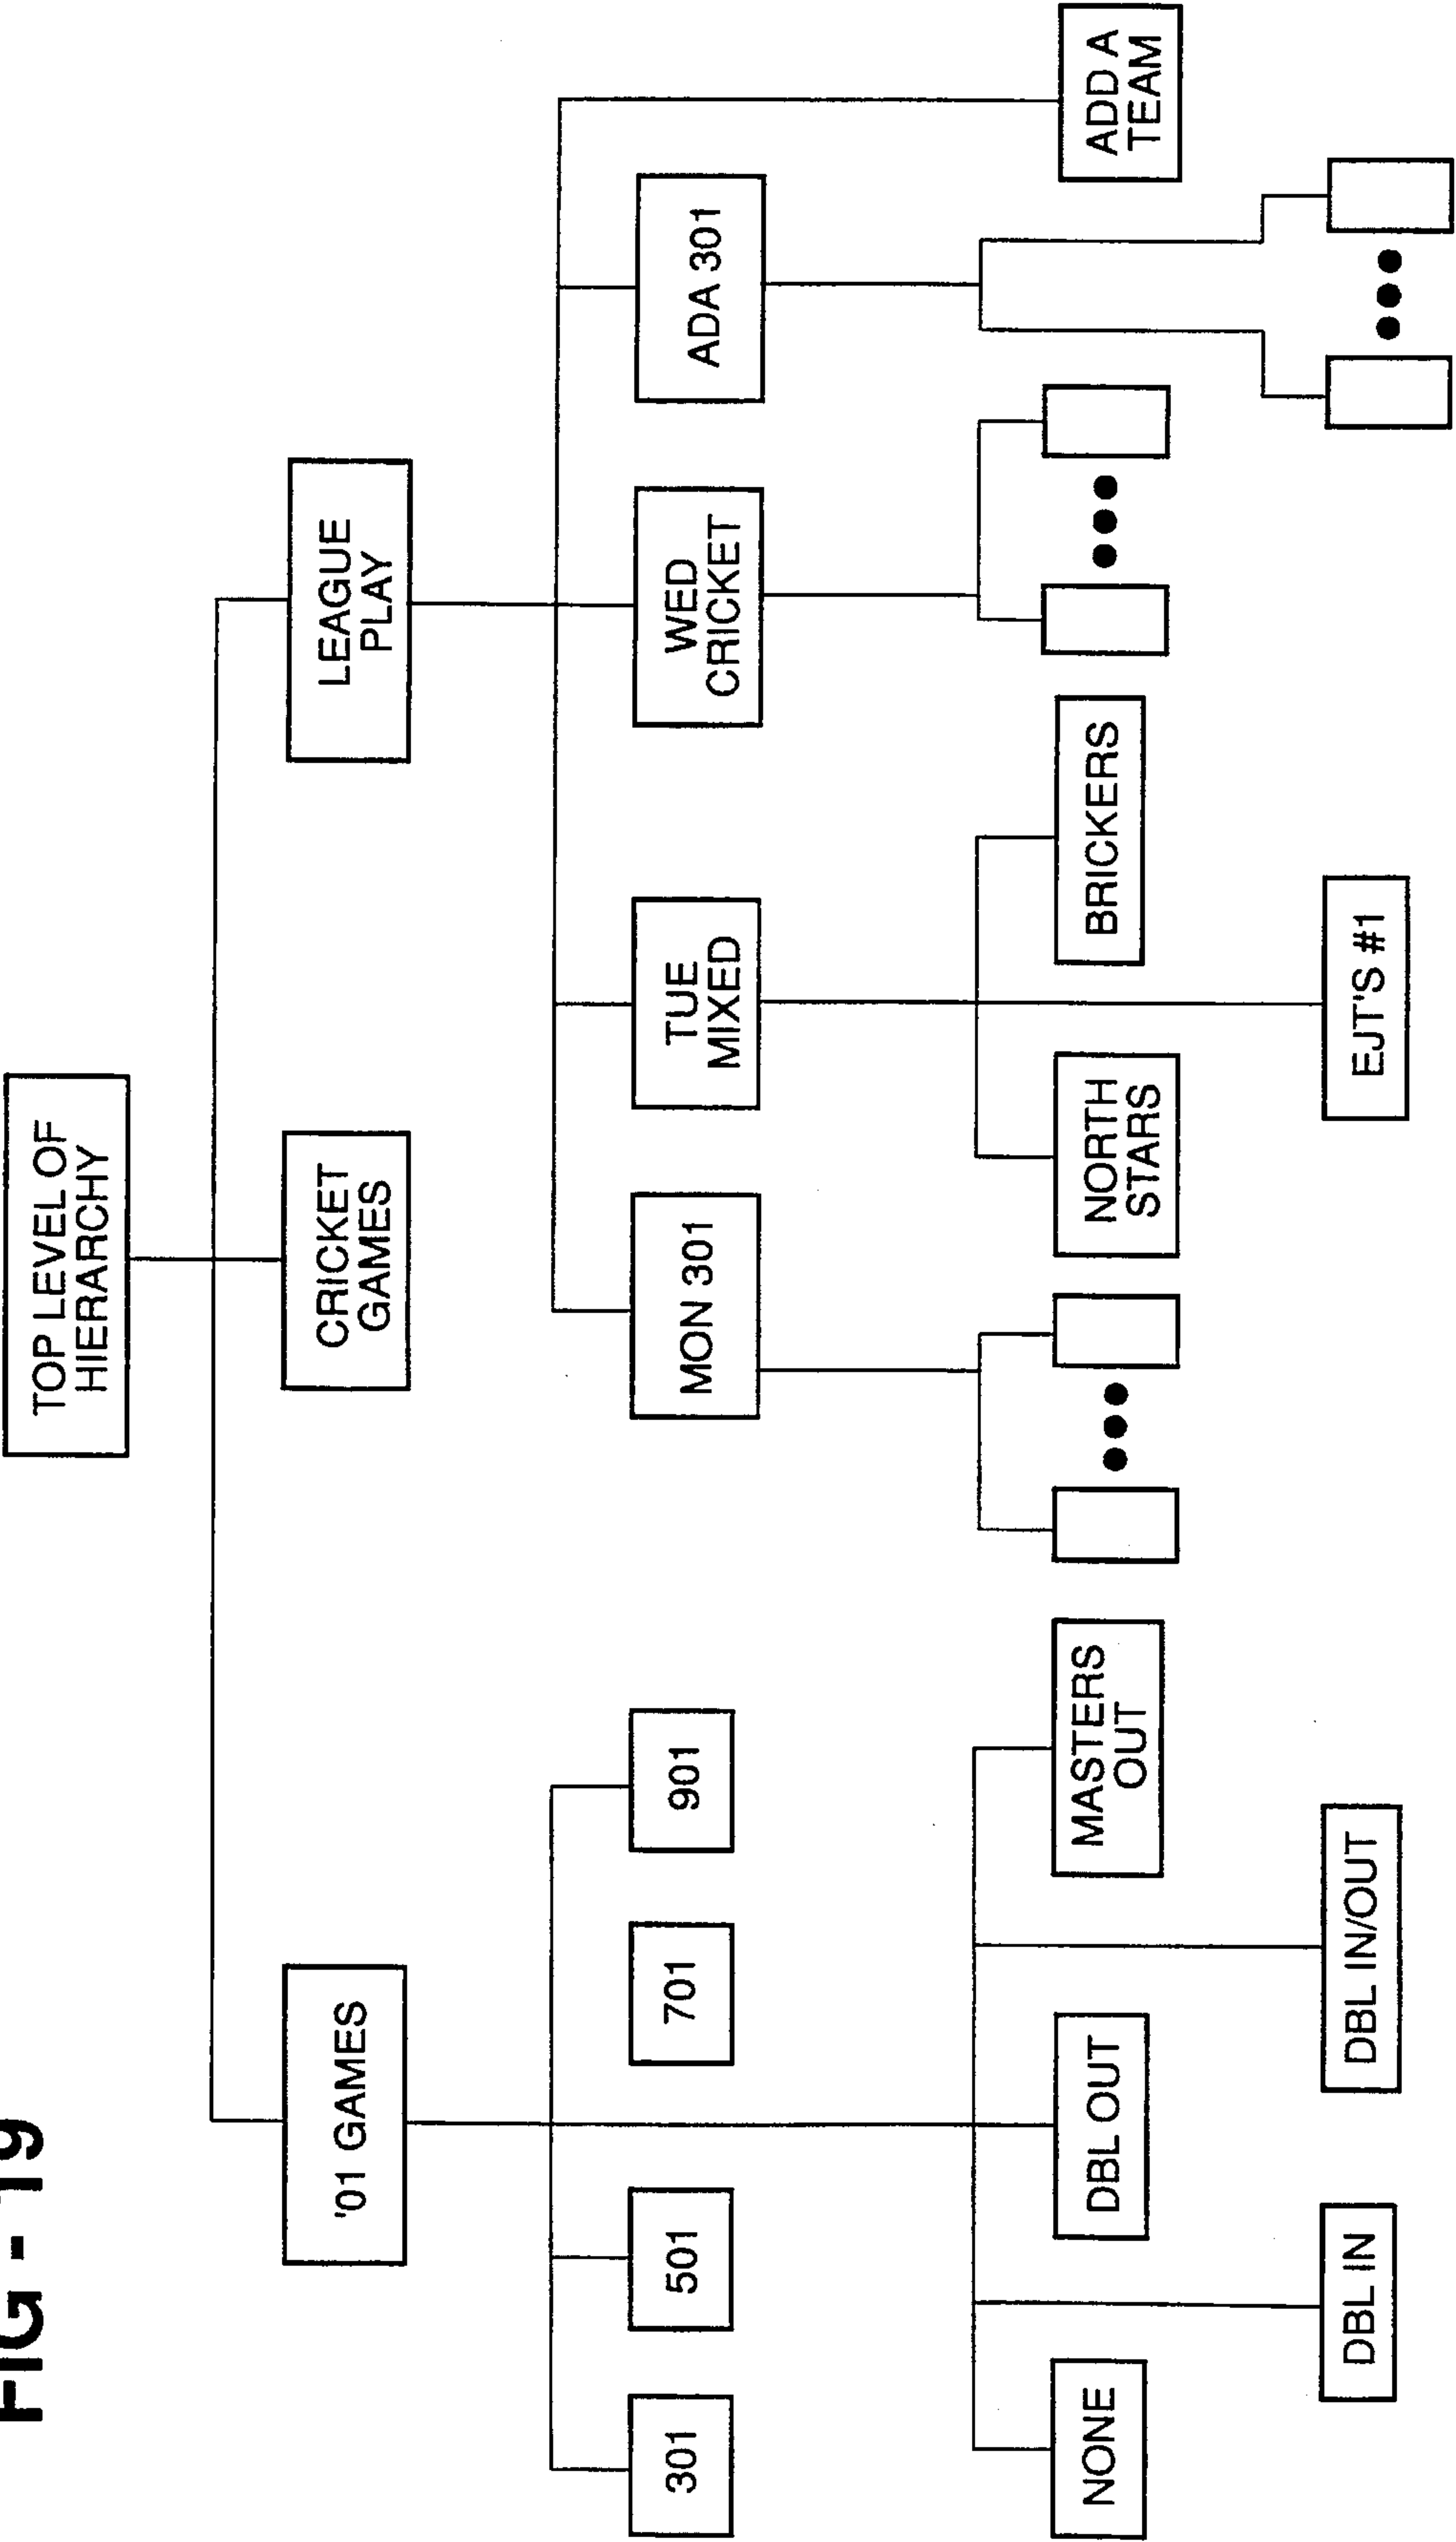 FIG - 19
TOP LEVEL OF
HIERARCHY
'01 GAMES
CRICKET
GAMES
LEAGUE
PLAY
301
501
701
901
MON 301
TUE
MIXED
WED
CRICKET
ADA 301
NONE
DBL OUT
MASTERS
OUT
NORTH
STARS
BRICKERS
ADD A
TEAM
DBL IN
DBL IN/OUT
EJT'S #1